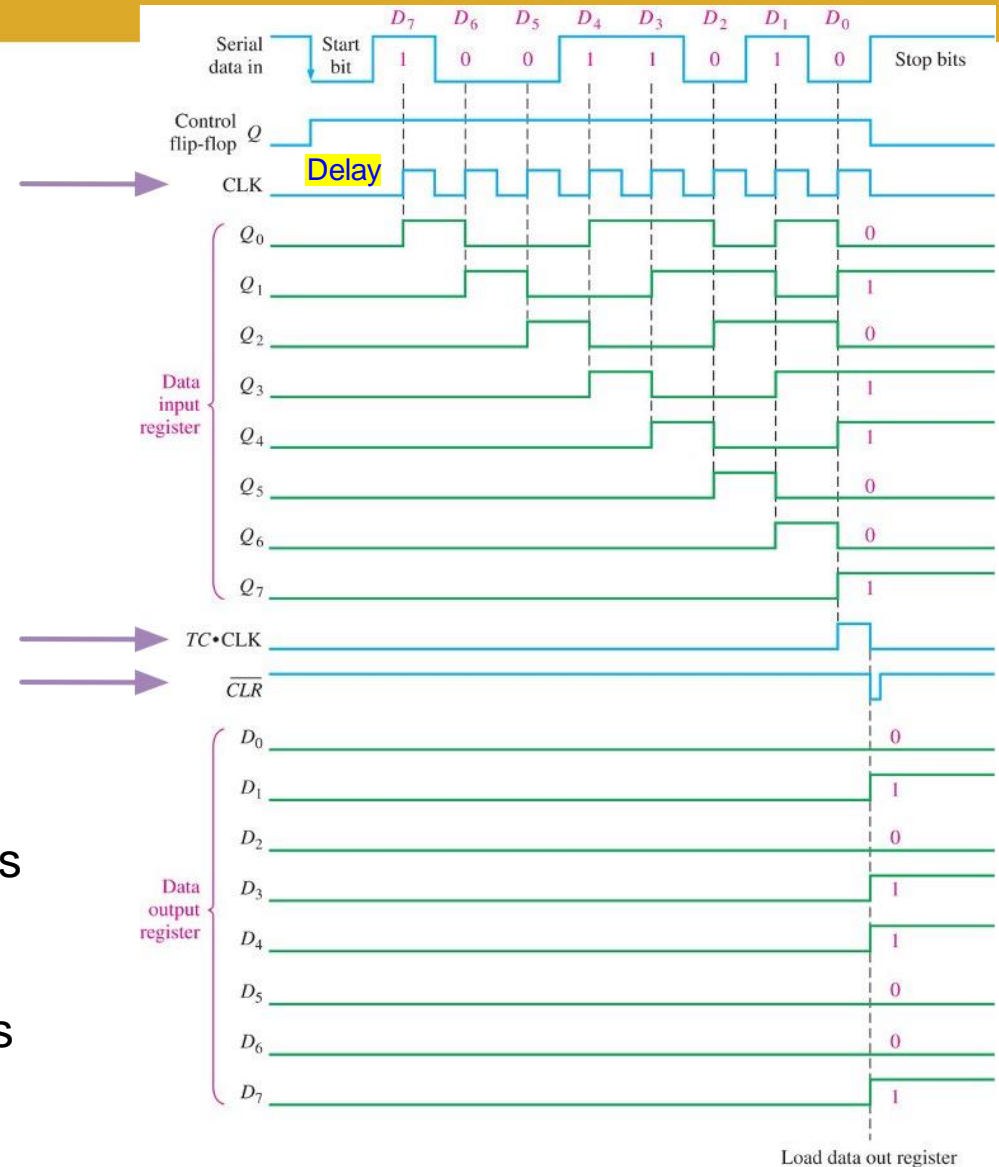 D₇ D₆ D₅ D₄ D₃ D₂ D₁ D₀
Serial data in
Start bit
1 0 0 1 1 0 1 0
Stop bits
Control flip-flop Q
Delay
CLK
Data input register
Q₀ 0
Q₁ 1
Q₂ 0
Q₃ 1
Q₄ 1
Q₅ 0
Q₆ 0
Q₇ 1
TC•CLK
C̅L̅R̅
Data output register
D₀ 0
D₁ 1
D₂ 0
D₃ 1
D₄ 1
D₅ 0
D₆ 0
D₇ 1
s
s
Load data out register